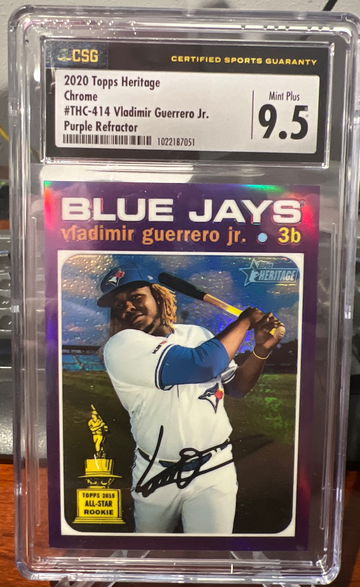 CSG
CERTIFIED SPORTS GUARANTY
2020 Topps Heritage
Chrome
#THC-414 Vladimir Guerrero Jr.
Purple Refractor
Mint Plus
9.5
1022187051
BLUE JAYS
vladimir guerrero jr. • 3b
TOPPS
HERITAGE
TOPPS 2019
ALL-STAR
ROOKIE